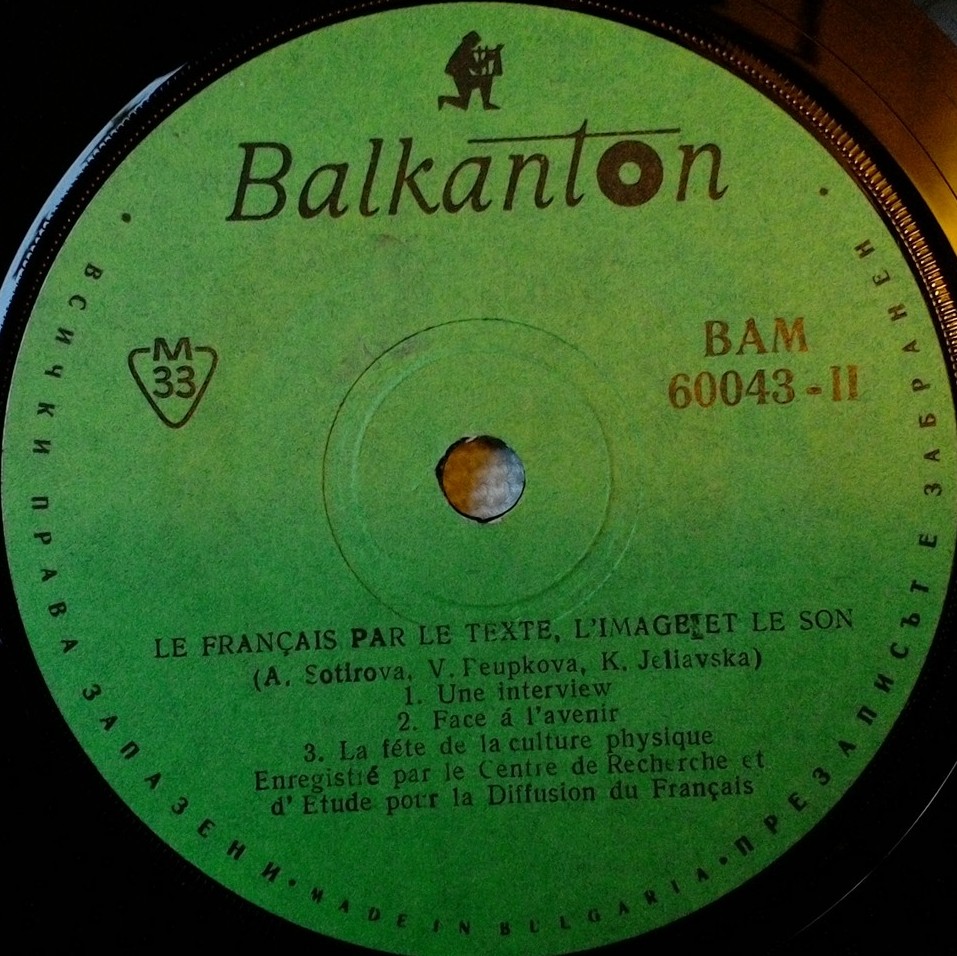 Balkanton
M
33
BAM
60043-II
LE FRANÇAIS PAR LE TEXTE, L'IMAGE ET LE SON
(A. Sotirova, V. Feupkova, K. Jeliavska)
1. Une interview
2. Face á l'avenir
3. La féte de la culture physique
Enregistré par le Centre de Recherche et
d' Etude pour la Diffusion du Français
ВСИЧКИ ПРАВА ЗАПАЗЕНИ • MADE IN BULGARIA • ПРЕЗАПИСЪТ Е ЗАБРАНЕН